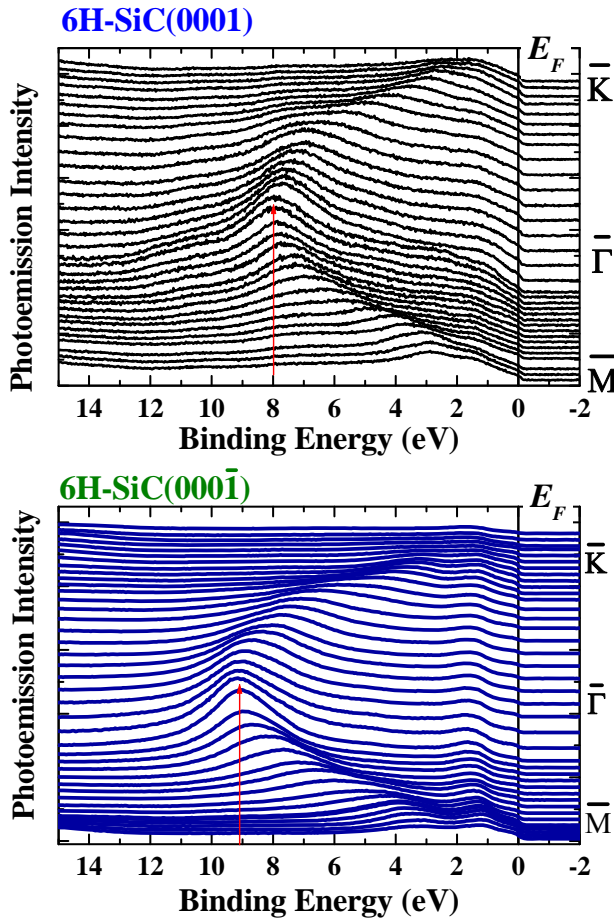 6H-SiC(0001)
E_F
K̅
Γ̅
M̅
Photoemission Intensity
14 12 10 8 6 4 2 0 -2
Binding Energy (eV)
6H-SiC(0001̅)
E_F
K̅
Γ̅
M̅
Photoemission Intensity
14 12 10 8 6 4 2 0 -2
Binding Energy (eV)